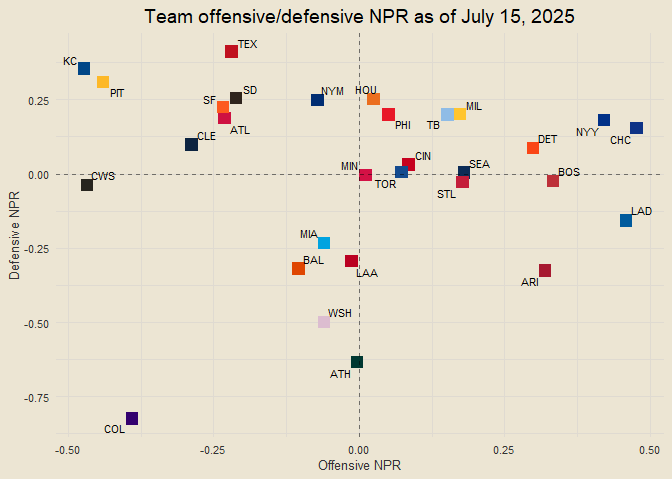 Team offensive/defensive NPR as of July 15, 2025
TEX
KC
PIT
SD
SF
ATL
NYM
HOU
PHI
TB
MIL
NYY
CHC
CLE
DET
CWS
MIN
CIN
TOR
SEA
STL
BOS
LAD
MIA
BAL
LAA
ARI
WSH
ATH
COL
0.25
0.00
-0.25
-0.50
-0.75
Defensive NPR
-0.50
-0.25
0.00
0.25
0.50
Offensive NPR